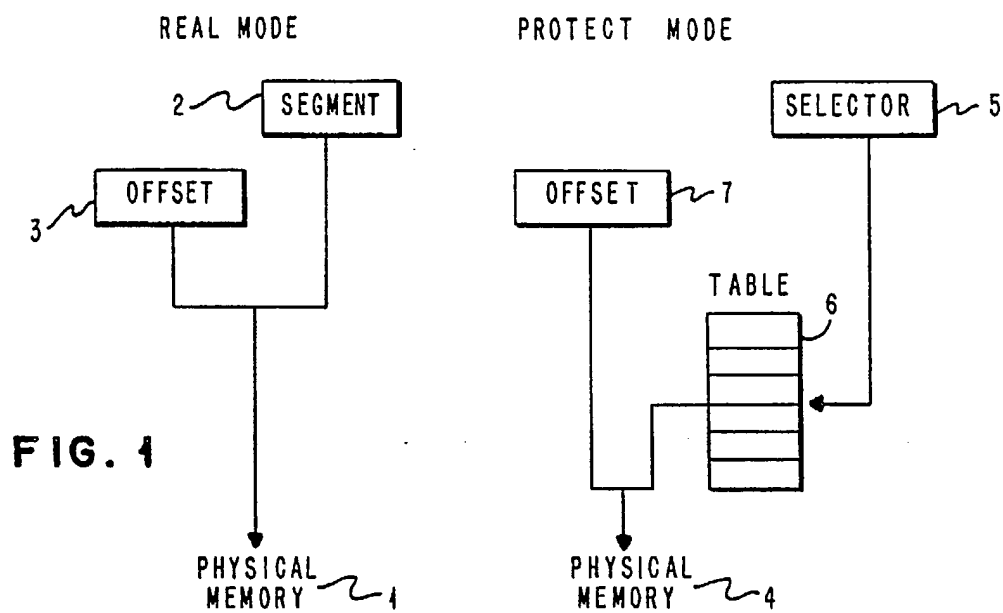 REAL MODE
PROTECT MODE
2
SEGMENT
SELECTOR
5
OFFSET
3
OFFSET
7
TABLE
6
FIG. 1
PHYSICAL
MEMORY
1
PHYSICAL
MEMORY
4